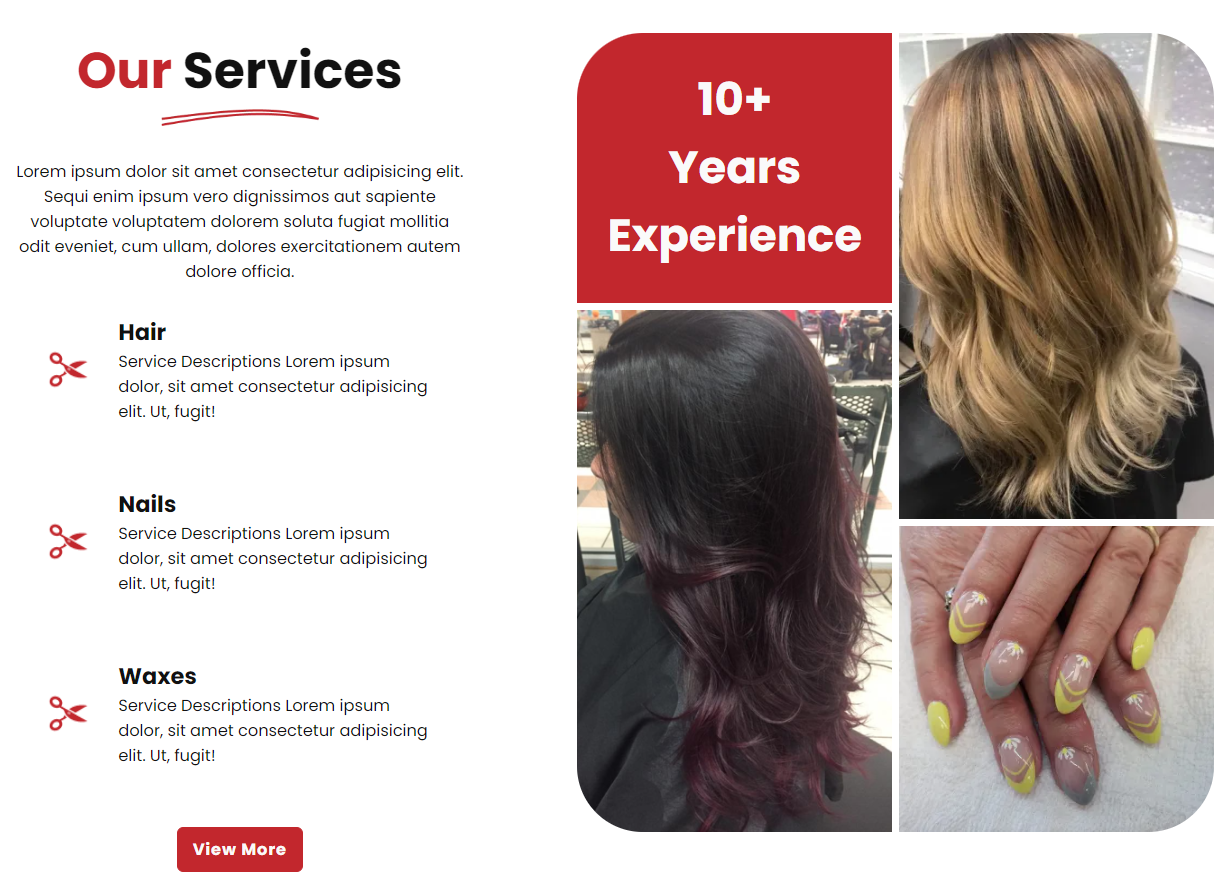 Our Services
Lorem ipsum dolor sit amet consectetur adipisicing elit.
Sequi enim ipsum vero dignissimos aut sapiente
voluptate voluptatem dolorem soluta fugiat mollitia
odit eveniet, cum ullam, dolores exercitationem autem
dolore officia.
Hair
Service Descriptions Lorem ipsum
dolor, sit amet consectetur adipisicing
elit. Ut, fugit!
Nails
Service Descriptions Lorem ipsum
dolor, sit amet consectetur adipisicing
elit. Ut, fugit!
Waxes
Service Descriptions Lorem ipsum
dolor, sit amet consectetur adipisicing
elit. Ut, fugit!
View More
10+
Years
Experience